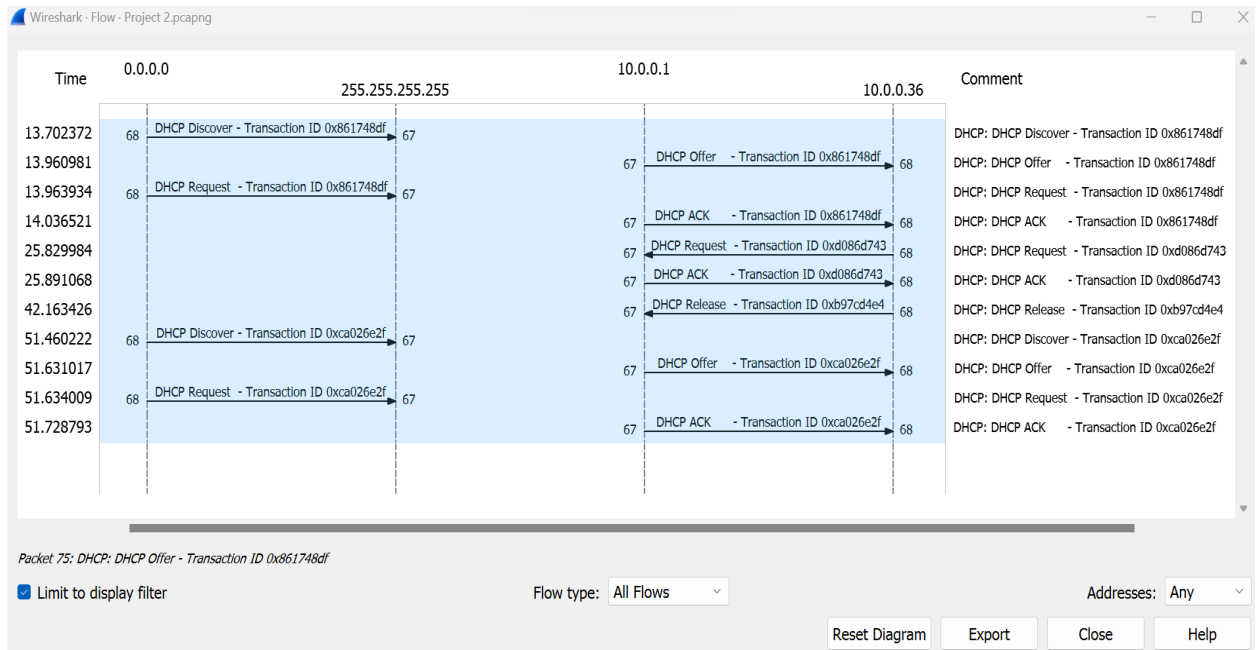 Wireshark · Flow · Project 2.pcapng
Time 0.0.0.0 255.255.255.255 10.0.0.1 10.0.0.36 Comment
13.702372 68 DHCP Discover - Transaction ID 0x861748df 67 DHCP: DHCP Discover - Transaction ID 0x861748df
13.960981 67 DHCP Offer - Transaction ID 0x861748df 68 DHCP: DHCP Offer - Transaction ID 0x861748df
13.963934 68 DHCP Request - Transaction ID 0x861748df 67 DHCP: DHCP Request - Transaction ID 0x861748df
14.036521 67 DHCP ACK - Transaction ID 0x861748df 68 DHCP: DHCP ACK - Transaction ID 0x861748df
25.829984 67 DHCP Request - Transaction ID 0xd086d743 68 DHCP: DHCP Request - Transaction ID 0xd086d743
25.891068 67 DHCP ACK - Transaction ID 0xd086d743 68 DHCP: DHCP ACK - Transaction ID 0xd086d743
42.163426 67 DHCP Release - Transaction ID 0xb97cd4e4 68 DHCP: DHCP Release - Transaction ID 0xb97cd4e4
51.460222 68 DHCP Discover - Transaction ID 0xca026e2f 67 DHCP: DHCP Discover - Transaction ID 0xca026e2f
51.631017 67 DHCP Offer - Transaction ID 0xca026e2f 68 DHCP: DHCP Offer - Transaction ID 0xca026e2f
51.634009 68 DHCP Request - Transaction ID 0xca026e2f 67 DHCP: DHCP Request - Transaction ID 0xca026e2f
51.728793 67 DHCP ACK - Transaction ID 0xca026e2f 68 DHCP: DHCP ACK - Transaction ID 0xca026e2f
Packet 75: DHCP: DHCP Offer - Transaction ID 0x861748df
Limit to display filter Flow type: All Flows Addresses: Any
Reset Diagram Export Close Help